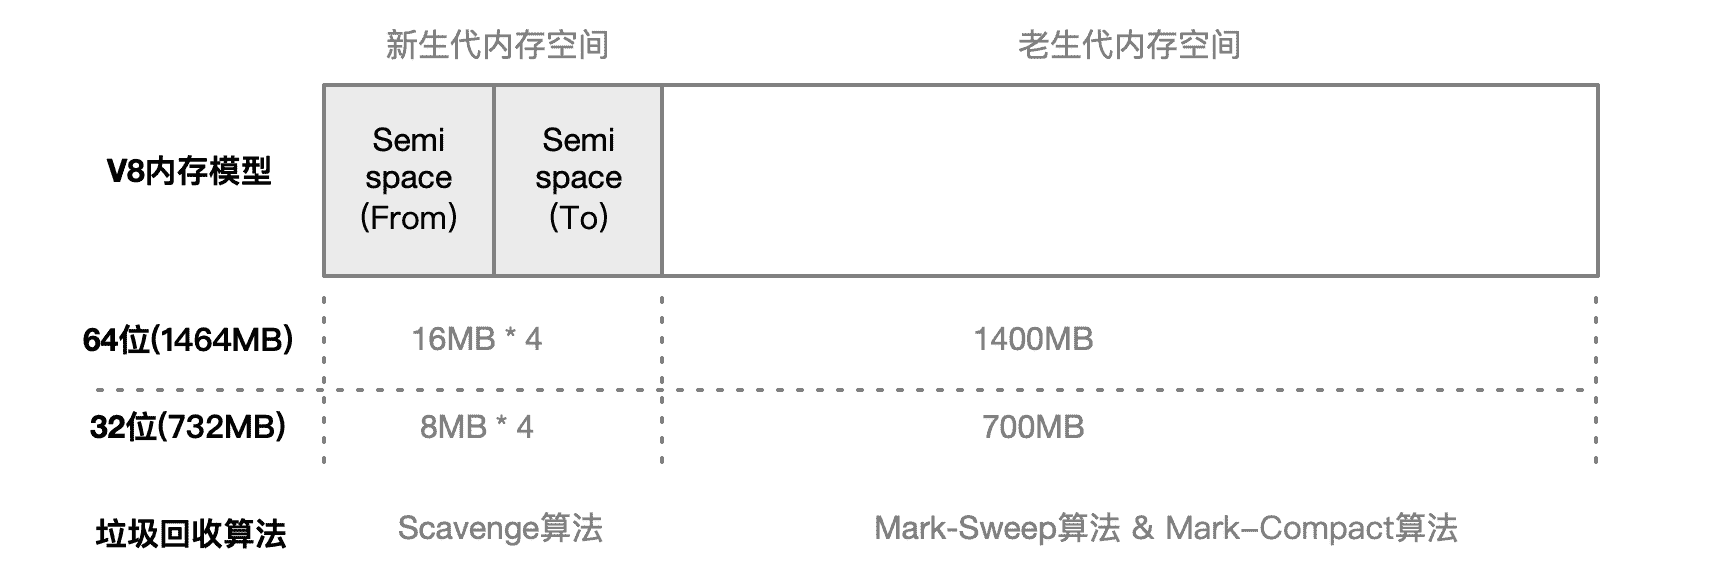 新生代内存空间
老生代内存空间
V8内存模型
Semi
space
(From)
Semi
space
(To)
64位(1464MB)
16MB * 4
1400MB
32位(732MB)
8MB * 4
700MB
垃圾回收算法
Scavenge算法
Mark-Sweep算法 & Mark–Compact算法